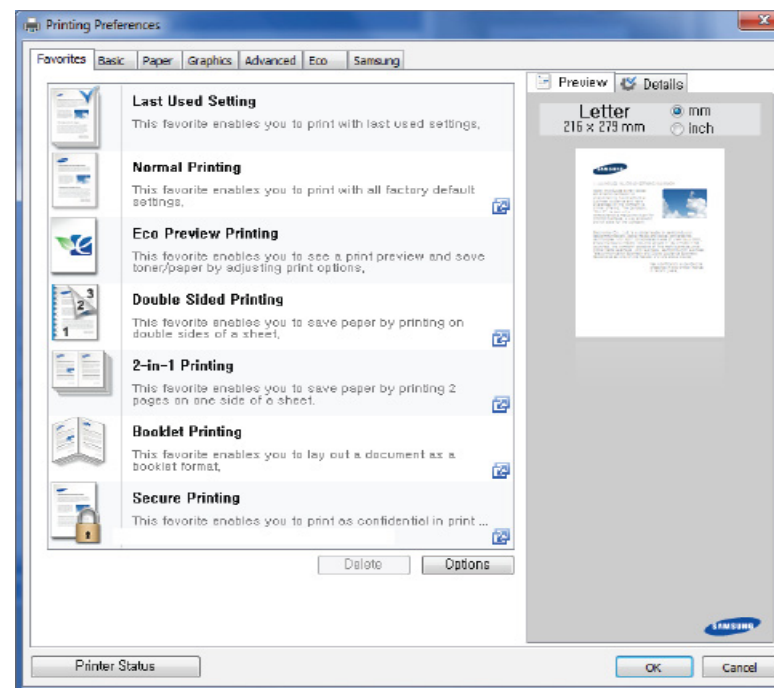 Printing Preferences
Favorites Basic Paper Graphics Advanced Eco Samsung
Last Used Setting
This favorite enables you to print with last used settings,
Normal Printing
This favorite enables you to print with all factory default
settings,
Eco Preview Printing
This favorite enables you to see a print preview and save
toner/paper by adjusting print options,
3
2
1
Double Sided Printing
This favorite enables you to save paper by printing on
double sides of a sheet,
2-in-1 Printing
This favorite enables you to save paper by printing 2
pages on one side of a sheet.
Booklet Printing
This favorite enables you to lay out a document as a
booklet format,
Secure Printing
This favorite enables you to print as confidential in print ...
Delete Options
Preview Details
Letter
216 x 279 mm
mm
inch
SAMSUNG
Printer Status
OK Cancel